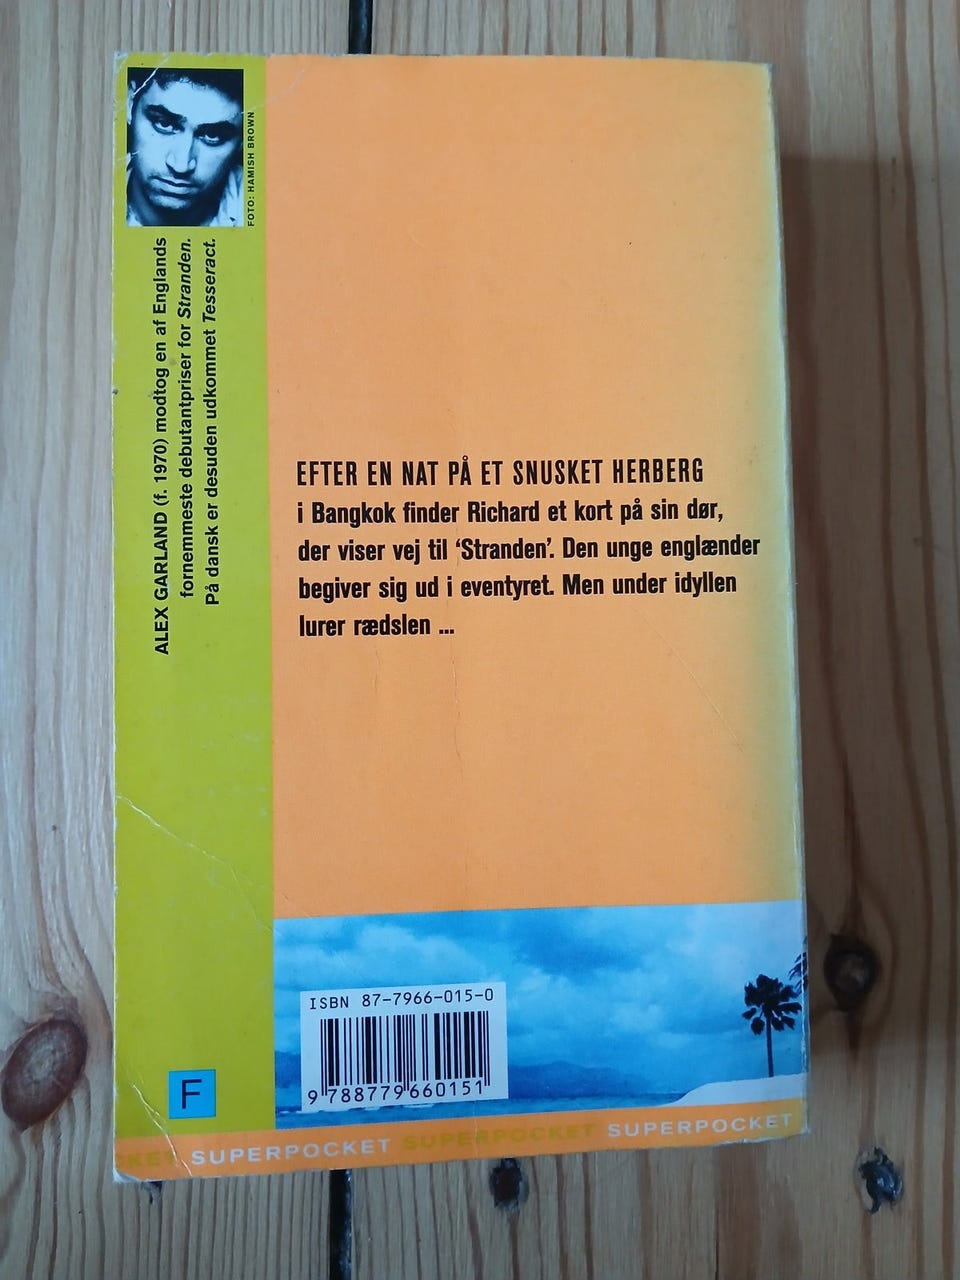 FOTO: HAMISH BROWN
ALEX GARLAND (f. 1970) modtog en af Englands
fornemmeste debutantpriser for Stranden.
På dansk er desuden udkommet Tesseract.
EFTER EN NAT PÅ ET SNUSKET HERBERG
i Bangkok finder Richard et kort på sin dør,
der viser vej til ‘Stranden’. Den unge englænder
begiver sig ud i eventyret. Men under idyllen
lurer rædslen ...
ISBN 87-7966-015-0
9 788779 660151
F
CKET SUPERPOCKET SUPERPOCKET SUPERPOCKET